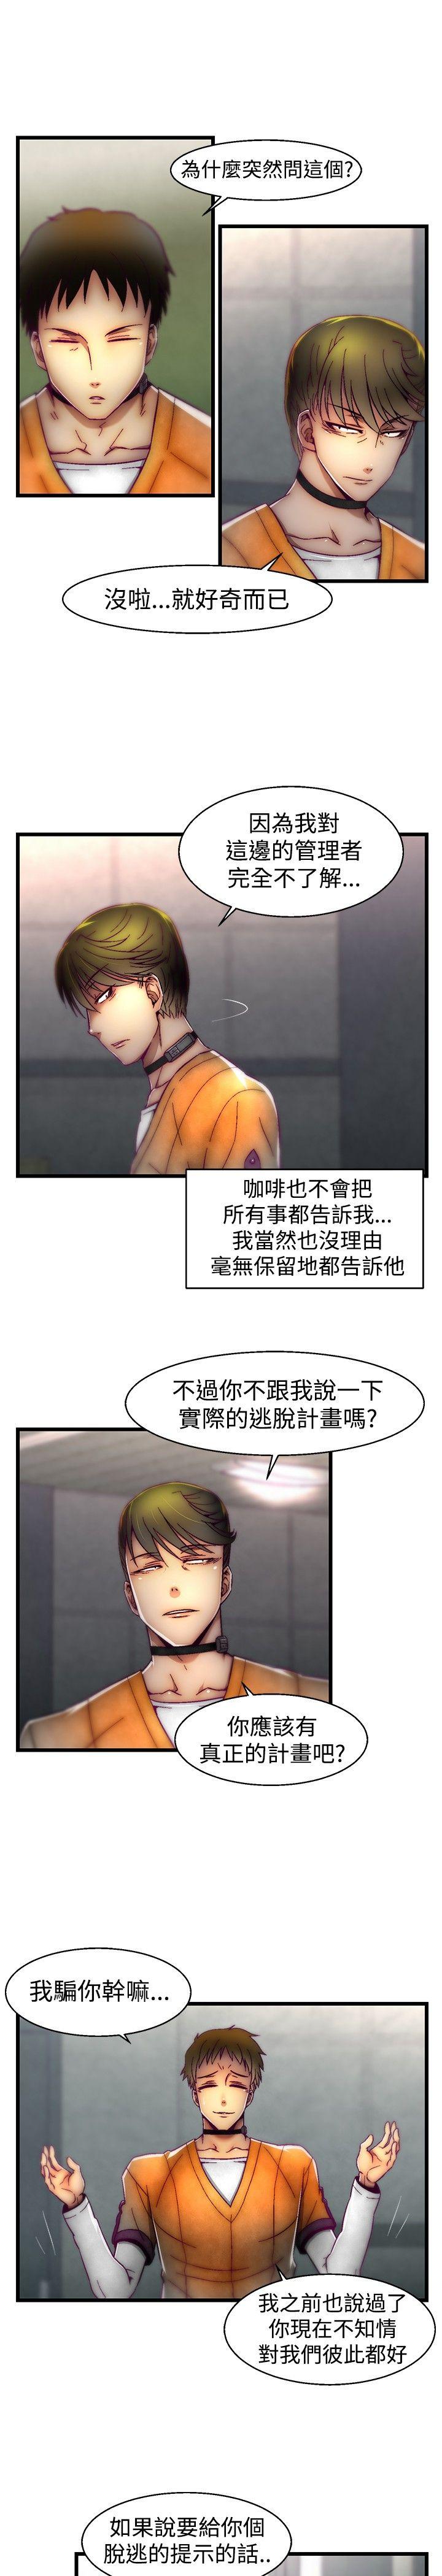 為什麼突然問這個?
沒啦...就好奇而已
因為我對
這邊的管理者
完全不了解...
咖啡也不會把
所有事都告訴我...
我當然也沒理由
毫無保留地都告訴他
不過你不跟我說一下
實際的逃脫計畫嗎?
你應該有
真正的計畫吧?
我騙你幹嘛...
我之前也說過了
你現在不知情
對我們彼此都好
如果說要給你個
脫逃的提示的話..